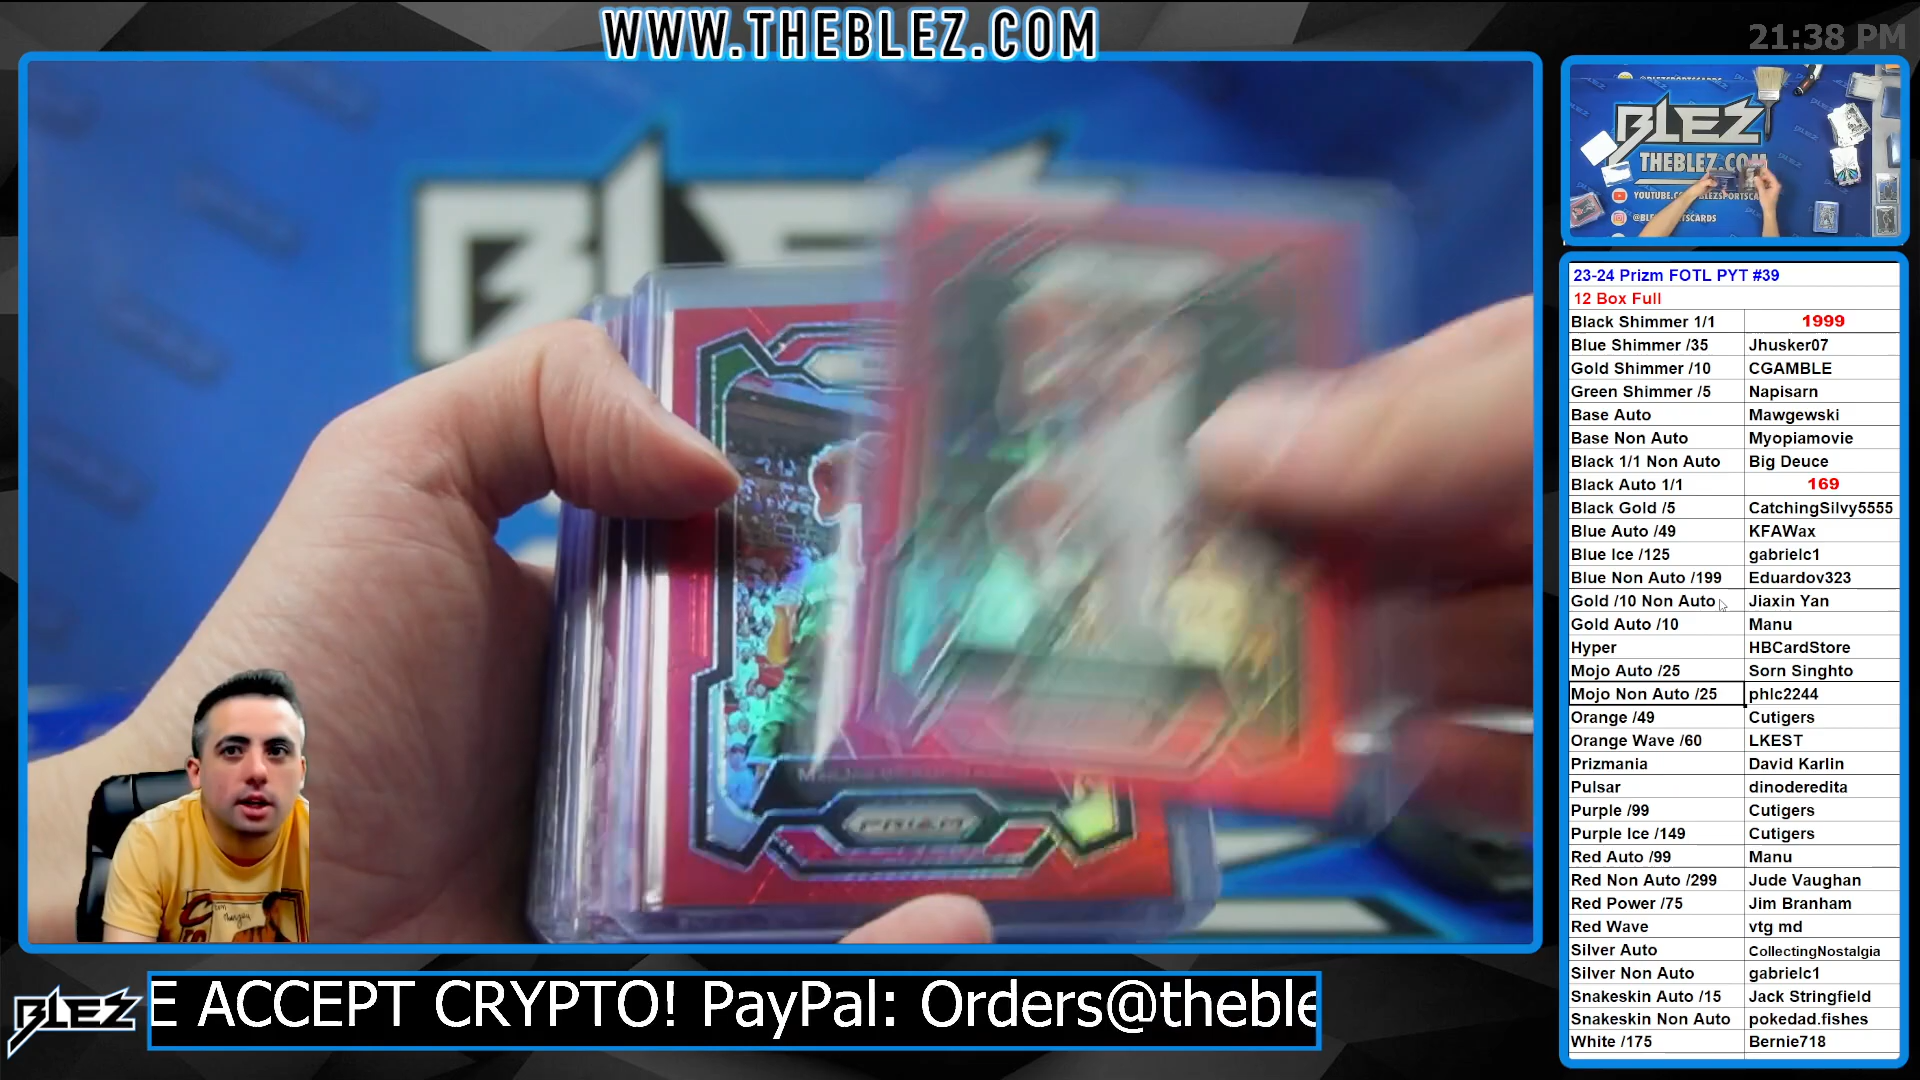 WWW.THEBLEZ.COM
21:38 PM
BLEZ
THEBLEZ.COM
PRIZM
23-24 Prizm FOTL PYT #39
12 Box Full
Black Shimmer 1/1 1999
Blue Shimmer /35 Jhusker07
Gold Shimmer /10 CGAMBLE
Green Shimmer /5 Napisarn
Base Auto Mawgewski
Base Non Auto Myopiamovie
Black 1/1 Non Auto Big Deuce
Black Auto 1/1 169
Black Gold /5 CatchingSilvy5555
Blue Auto /49 KFAWax
Blue Ice /125 gabrielc1
Blue Non Auto /199 Eduardov323
Gold /10 Non Auto Jiaxin Yan
Gold Auto /10 Manu
Hyper HBCardStore
Mojo Auto /25 Sorn Singhto
Mojo Non Auto /25 phlc2244
Orange /49 Cutigers
Orange Wave /60 LKEST
Prizmania David Karlin
Pulsar dinoderedita
Purple /99 Cutigers
Purple Ice /149 Cutigers
Red Auto /99 Manu
Red Non Auto /299 Jude Vaughan
Red Power /75 Jim Branham
Red Wave vtg md
Silver Auto CollectingNostalgia
Silver Non Auto gabrielc1
Snakeskin Auto /15 Jack Stringfield
Snakeskin Non Auto pokedad.fishes
White /175 Bernie718
BLEZ
E ACCEPT CRYPTO! PayPal: Orders@theble